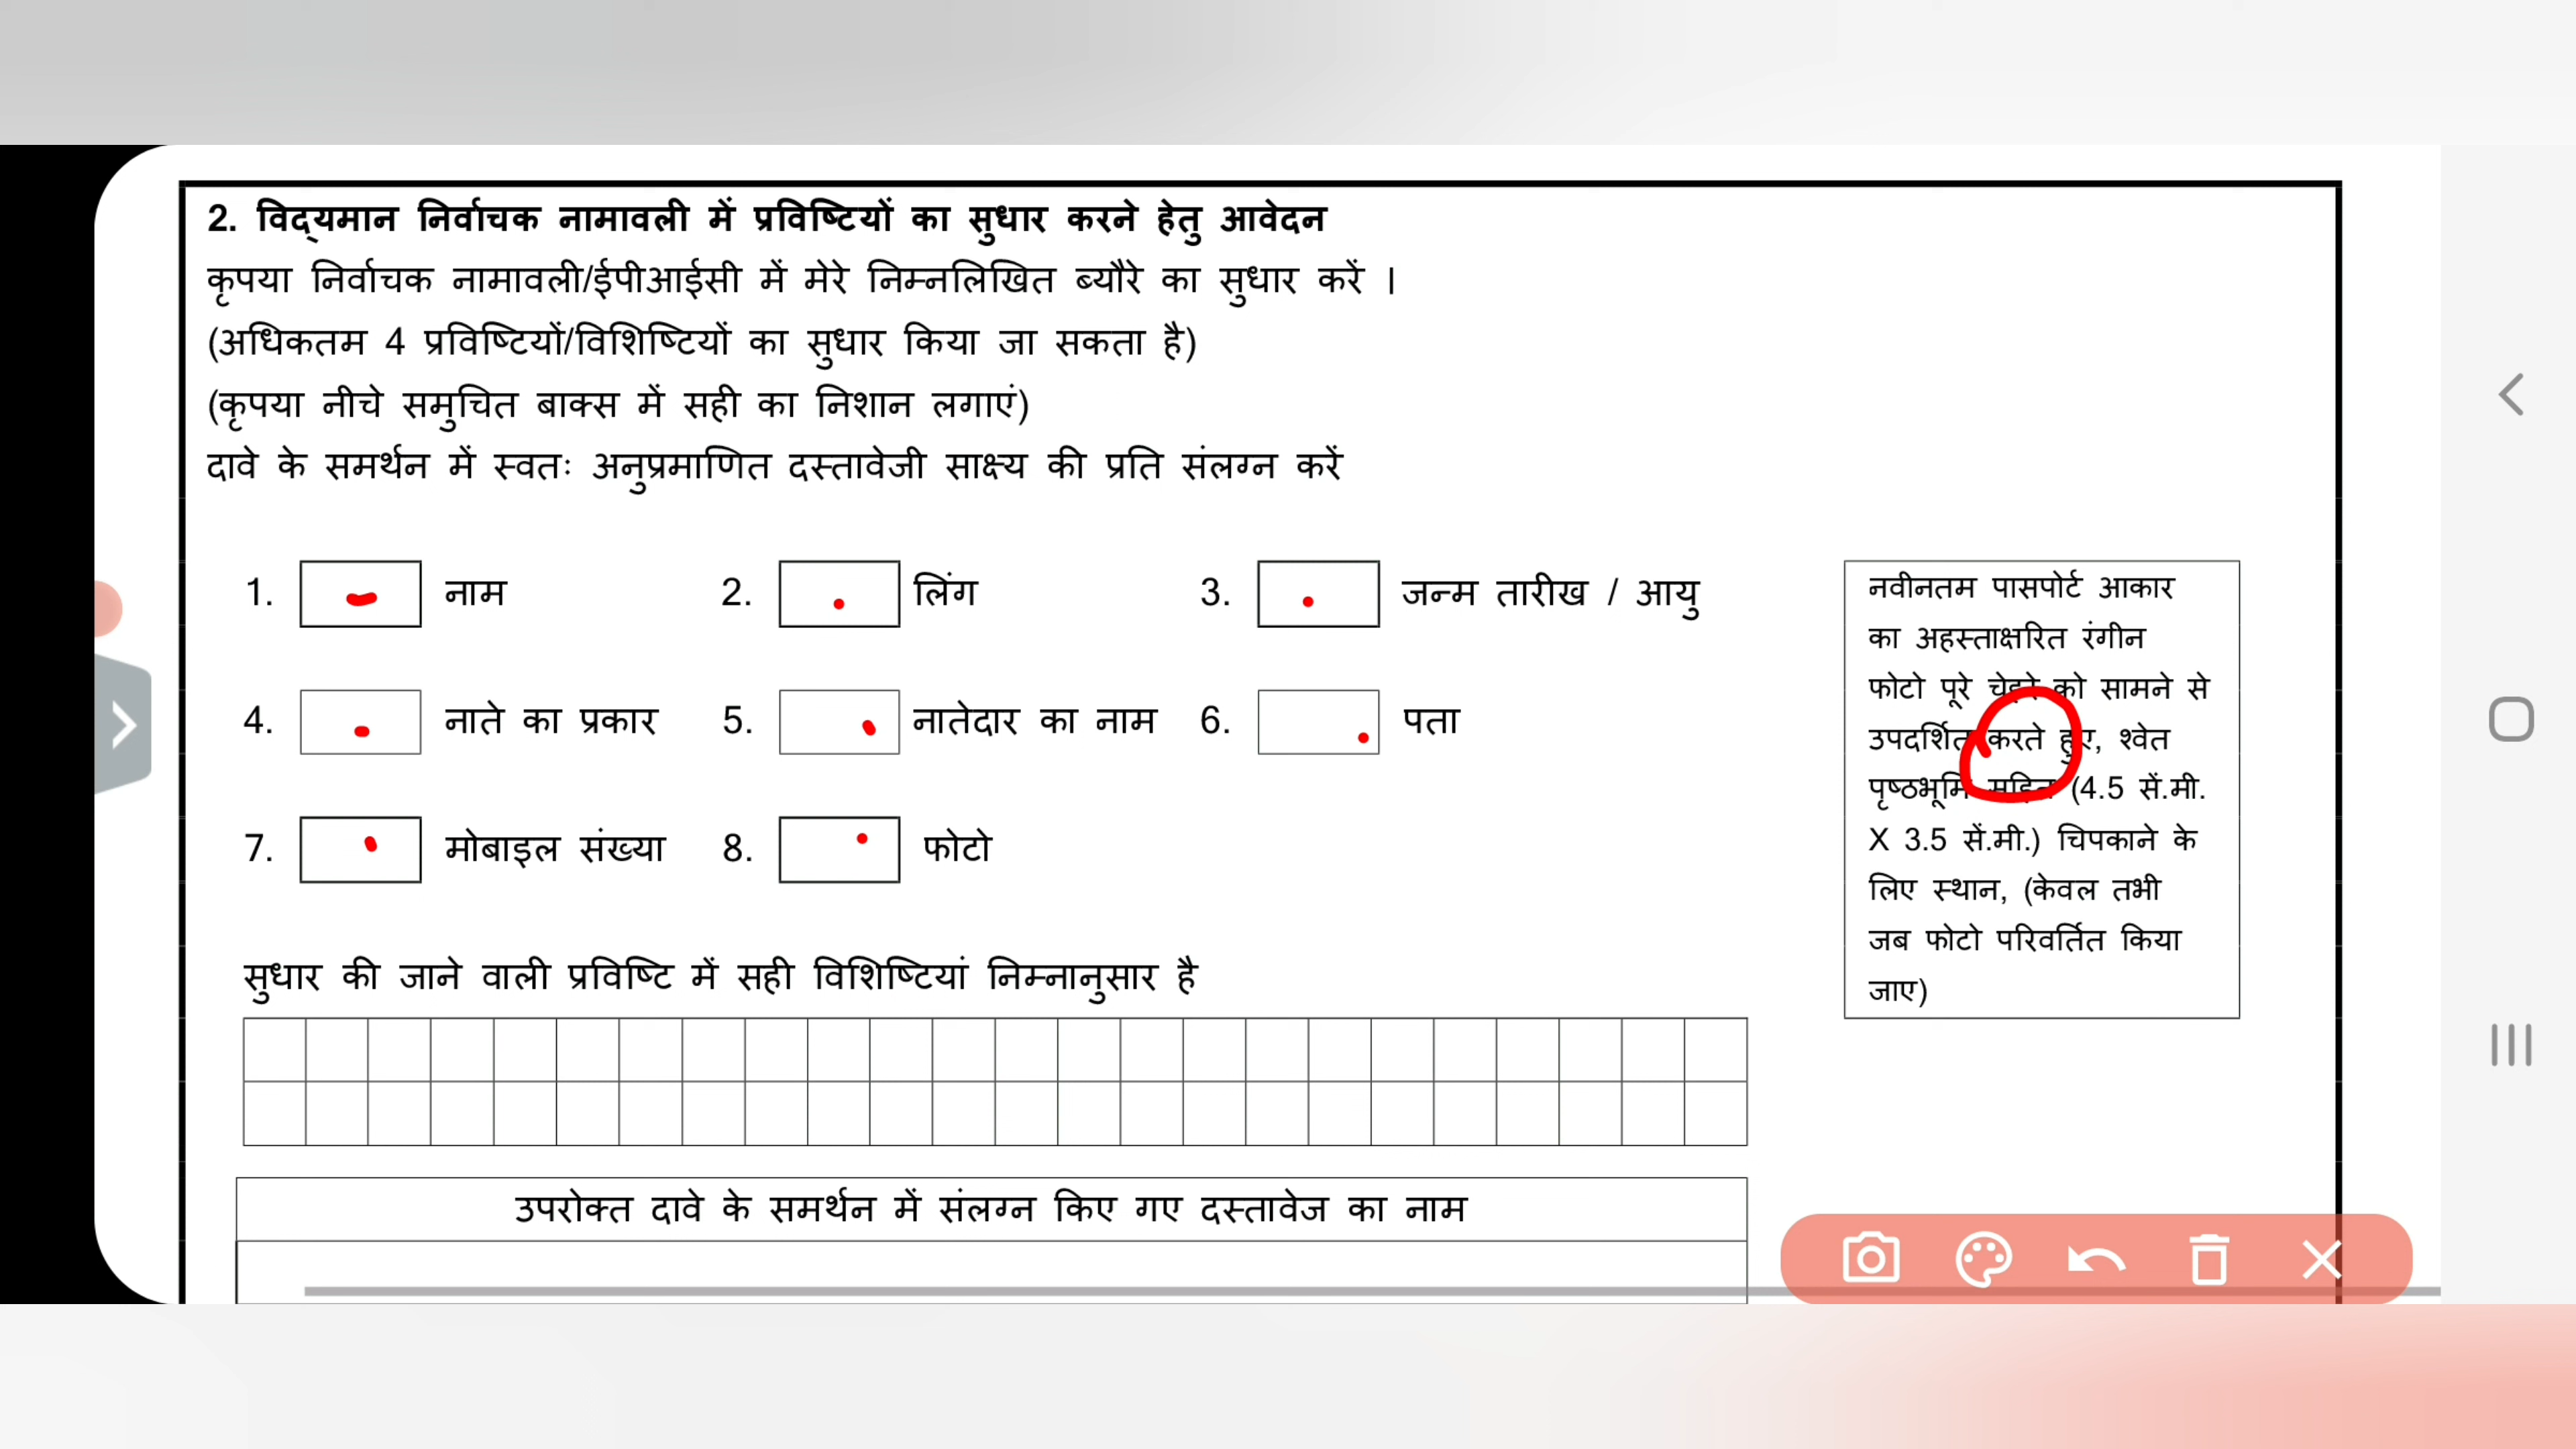 2. विद्यमान निर्वाचक नामावली में प्रविष्टियों का सुधार करने हेतु आवेदन
कृपया निर्वाचक नामावली/ईपीआईसी में मेरे निम्नलिखित ब्यौरे का सुधार करें ।
(अधिकतम 4 प्रविष्टियों/विशिष्टियों का सुधार किया जा सकता है)
(कृपया नीचे समुचित बाक्स में सही का निशान लगाएं)
दावे के समर्थन में स्वतः अनुप्रमाणित दस्तावेजी साक्ष्य की प्रति संलग्न करें
1. नाम 2. लिंग 3. जन्म तारीख / आयु
4. नाते का प्रकार 5. नातेदार का नाम 6. पता
7. मोबाइल संख्या 8. फोटो
नवीनतम पासपोर्ट आकार
का अहस्ताक्षरित रंगीन
फोटो पूरे चेहरे को सामने से
उपदर्शित करते हुए, श्वेत
पृष्ठभूमि सहित (4.5 सें.मी.
X 3.5 सें.मी.) चिपकाने के
लिए स्थान, (केवल तभी
जब फोटो परिवर्तित किया
जाए)
सुधार की जाने वाली प्रविष्टि में सही विशिष्टियां निम्नानुसार है
उपरोक्त दावे के समर्थन में संलग्न किए गए दस्तावेज का नाम